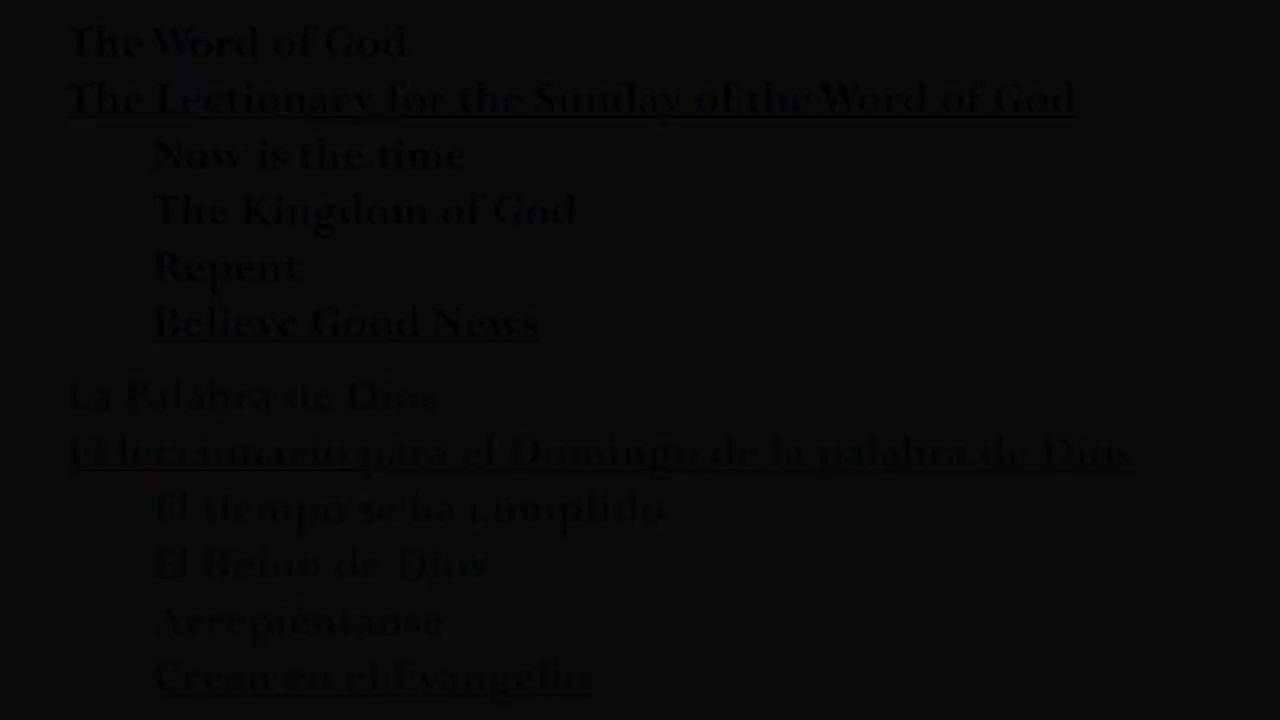 The Word of God
The Lectionary for the Sunday of the Word of God
Now is the time
The Kingdom of God
Repent
Believe Good News
La Palabra de Dios
El leccionario para el Domingo de la palabra de Dios
El tiempo se ha cumplido
El Reino de Dios
Arrepiéntanse
Crean en el Evangelio